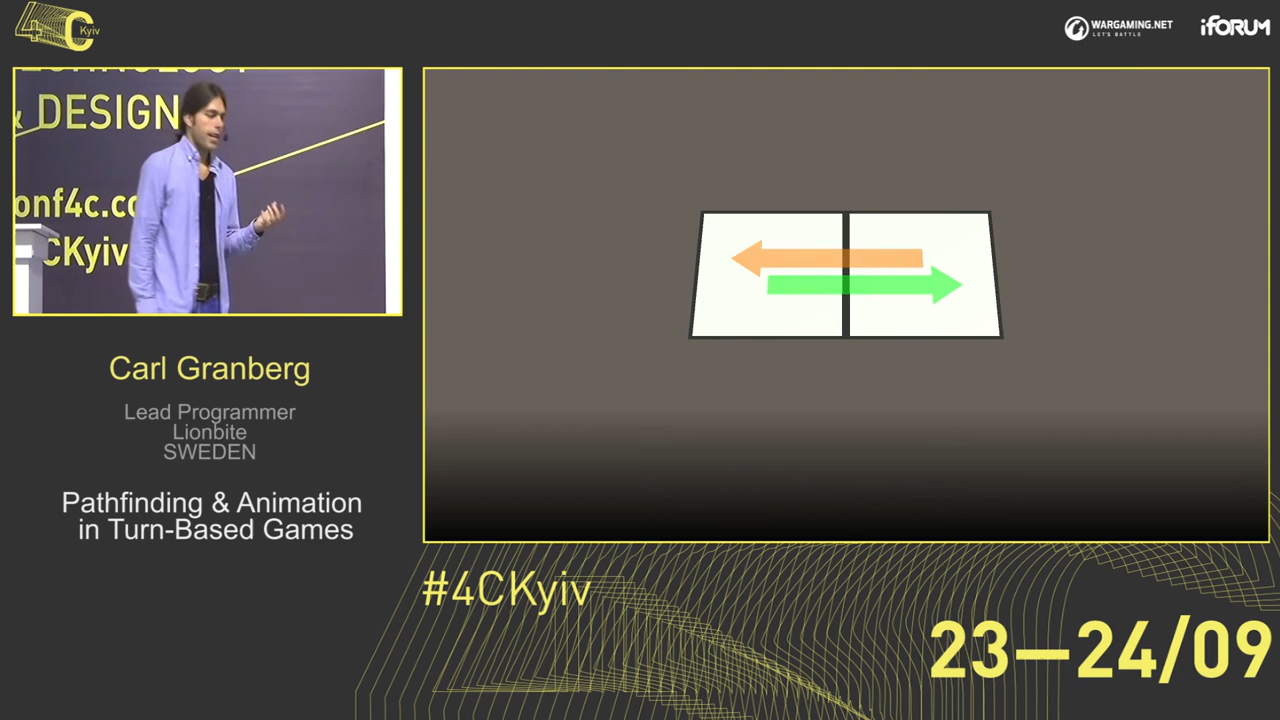 4C Kyiv
WARGAMING.NET
LET'S BATTLE
iFORUM
TECHNOLOGY
& DESIGN
onf4c.co
CKyiv
Carl Granberg
Lead Programmer
Lionbite
SWEDEN
Pathfinding & Animation
in Turn-Based Games
#4CKyiv
23—24/09